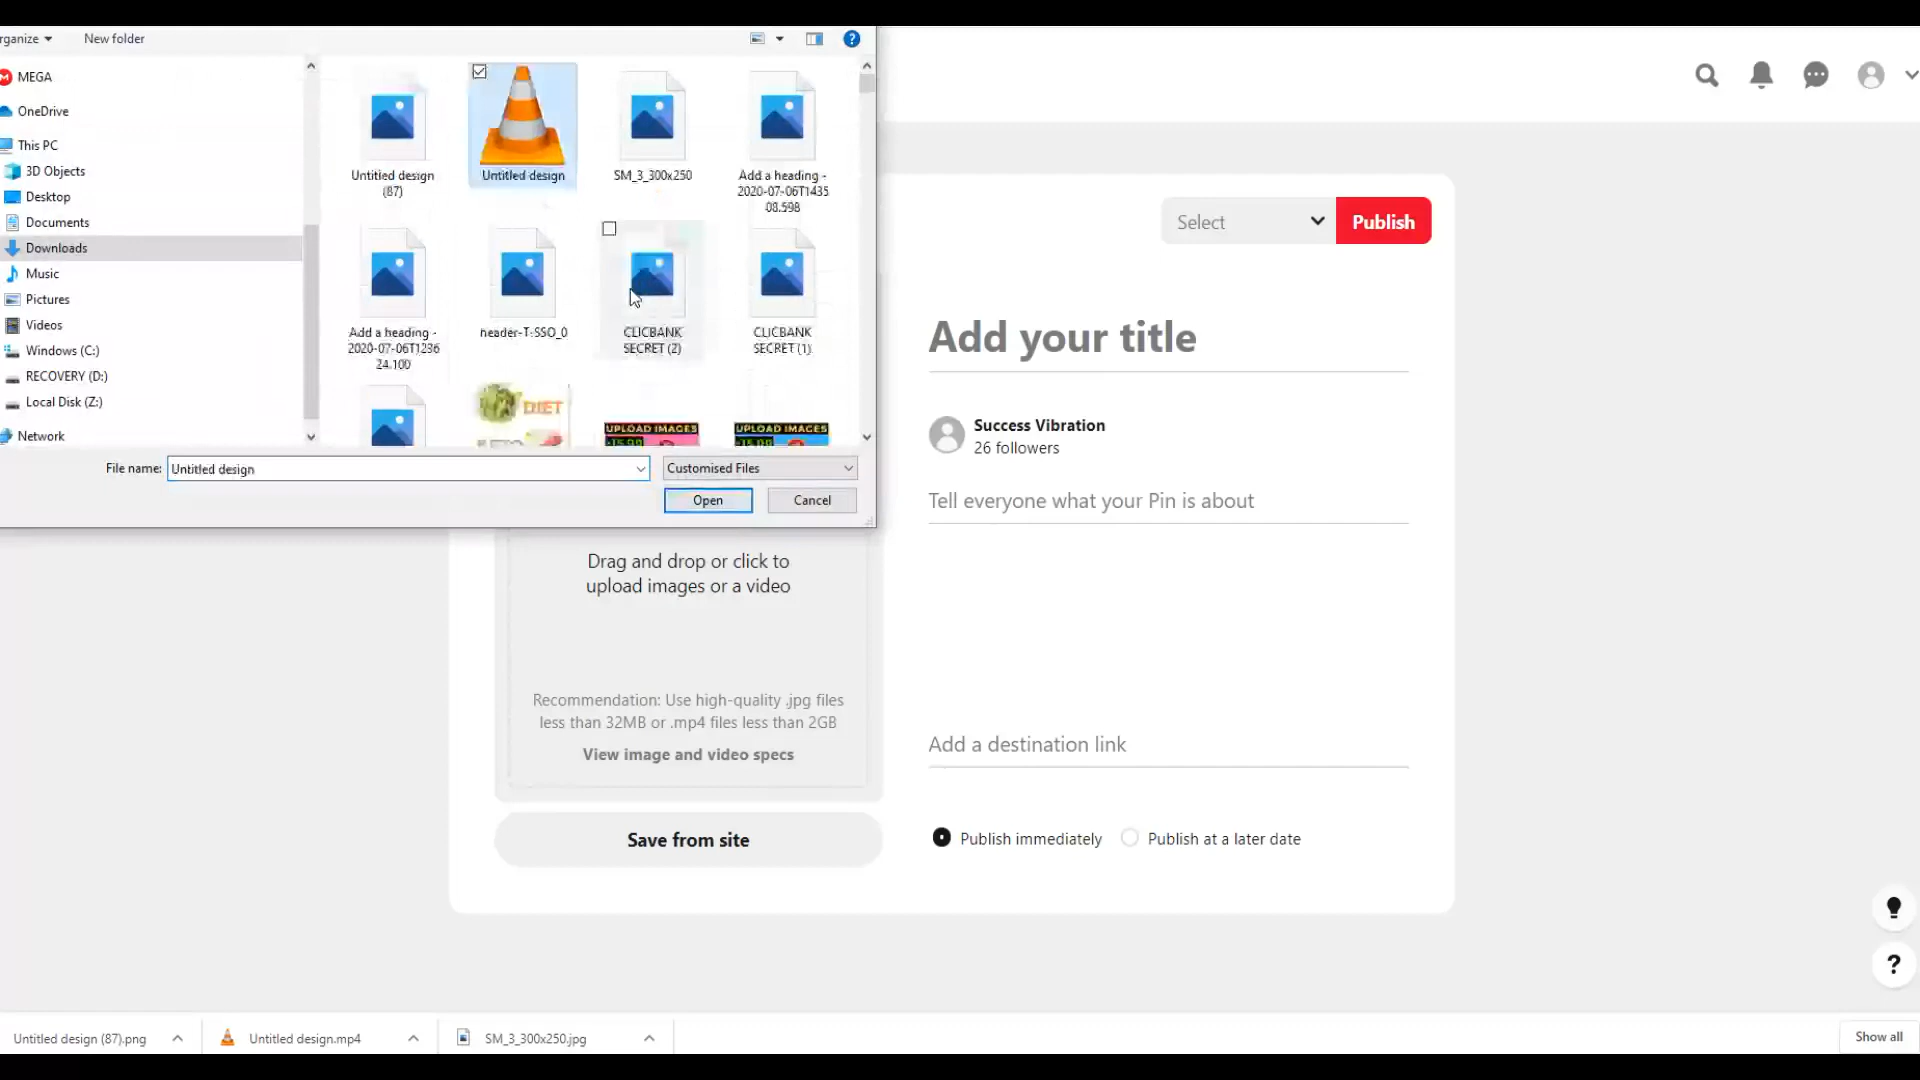 rganize
New folder
MEGA
OneDrive
This PC
3D Objects
Desktop
Documents
Downloads
Music
Pictures
Videos
Windows (C:)
RECOVERY (D:)
Local Disk (Z:)
Network
Untitled design
(87)
Untitled design
SM_3_300x250
Add a heading -
2020-07-06T1435
08.598
Add a heading -
2020-07-06T1236
24.100
header-T-SSO_0
CLICBANK
SECRET (2)
CLICBANK
SECRET (1)
DIET
UPLOAD IMAGES
UPLOAD IMAGES
File name:
Untitled design
Customised Files
Open
Cancel
Select
Publish
Add your title
Success Vibration
26 followers
Tell everyone what your Pin is about
Drag and drop or click to
upload images or a video
Recommendation: Use high-quality .jpg files
less than 32MB or .mp4 files less than 2GB
View image and video specs
Add a destination link
Save from site
Publish immediately
Publish at a later date
?
Untitled design (87).png
Untitled design.mp4
SM_3_300x250.jpg
Show all